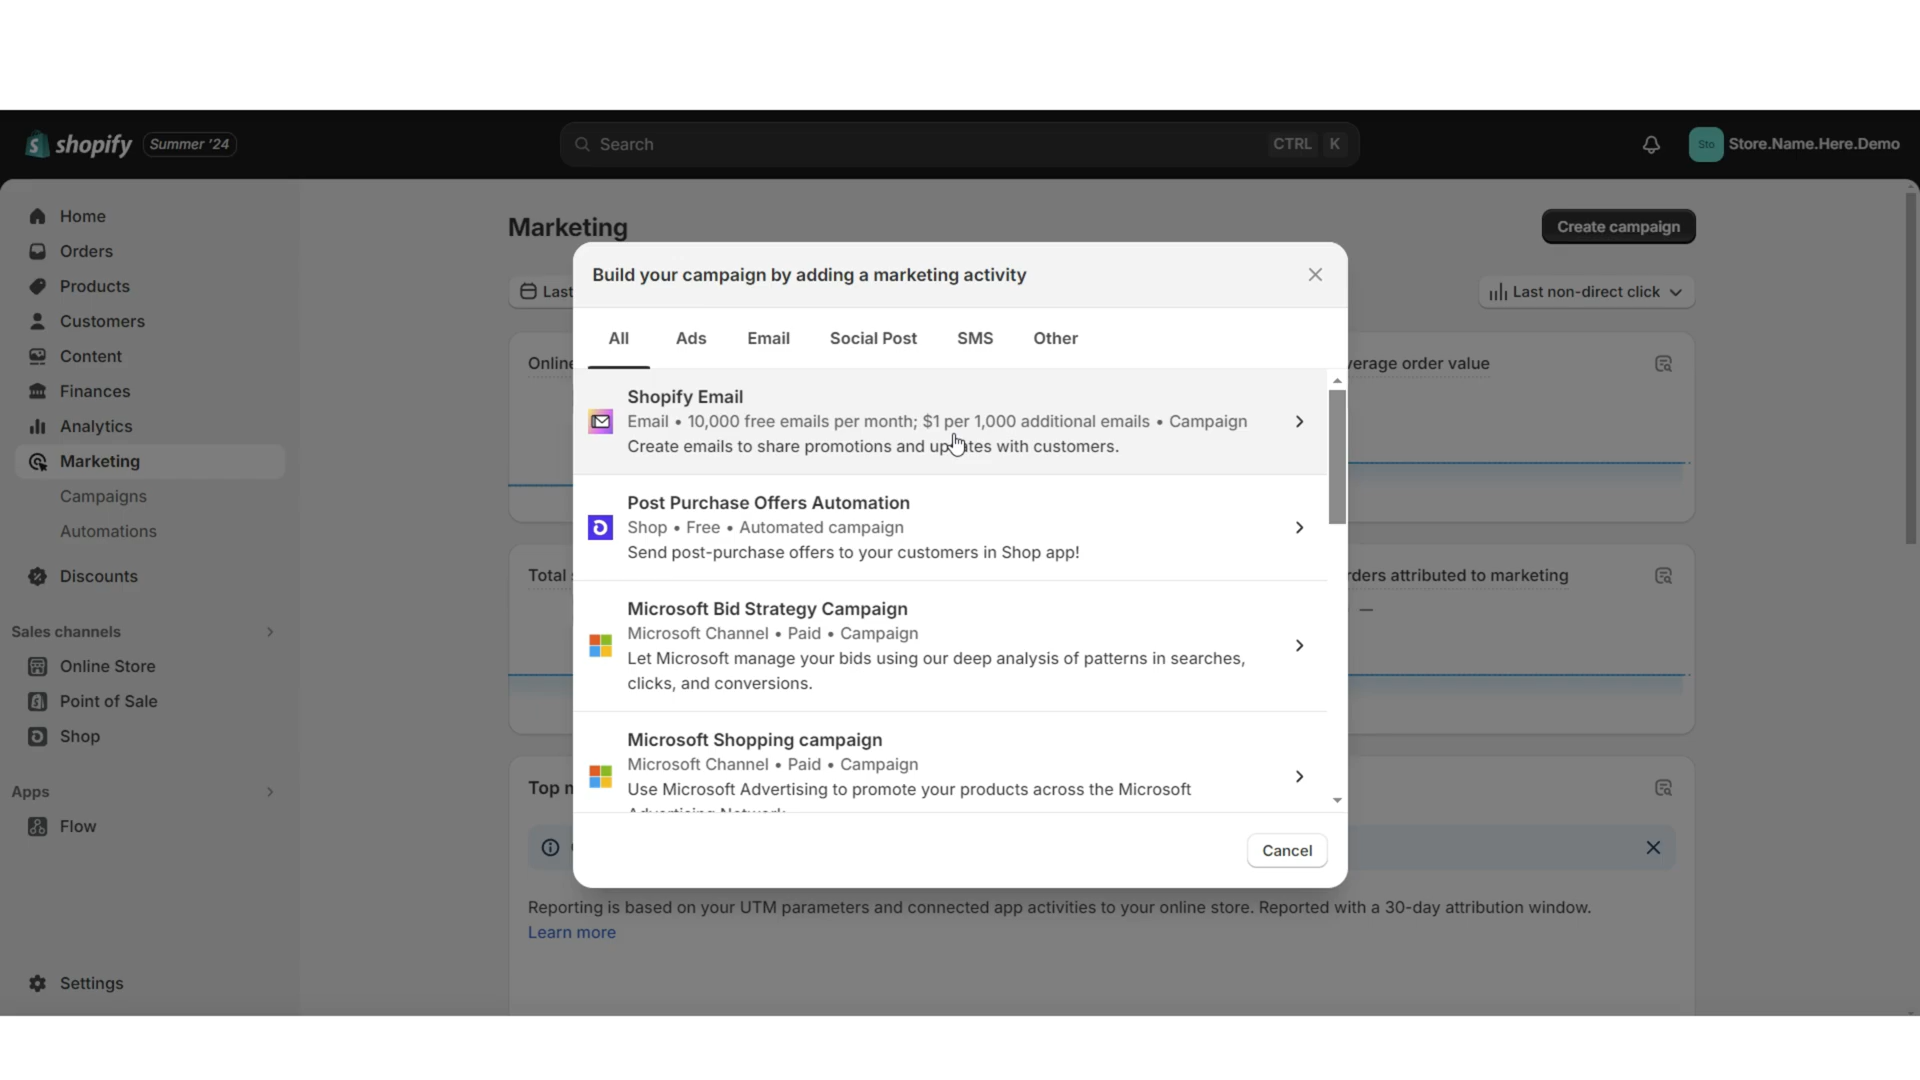 shopify Summer '24
Search CTRL K
Sto Store.Name.Here.Demo
Home
Orders
Products
Customers
Content
Finances
Analytics
Marketing
Campaigns
Automations
Discounts
Sales channels
Online Store
Point of Sale
Shop
Apps
Flow
Settings
Marketing
Create campaign
Last
Last non-direct click
Online
verage order value
Total
rders attributed to marketing
—
Top
Build your campaign by adding a marketing activity
All Ads Email Social Post SMS Other
Shopify Email
Email • 10,000 free emails per month; $1 per 1,000 additional emails • Campaign
Create emails to share promotions and updates with customers.
Post Purchase Offers Automation
Shop • Free • Automated campaign
Send post-purchase offers to your customers in Shop app!
Microsoft Bid Strategy Campaign
Microsoft Channel • Paid • Campaign
Let Microsoft manage your bids using our deep analysis of patterns in searches,
clicks, and conversions.
Microsoft Shopping campaign
Microsoft Channel • Paid • Campaign
Use Microsoft Advertising to promote your products across the Microsoft
Cancel
Reporting is based on your UTM parameters and connected app activities to your online store. Reported with a 30-day attribution window.
Learn more